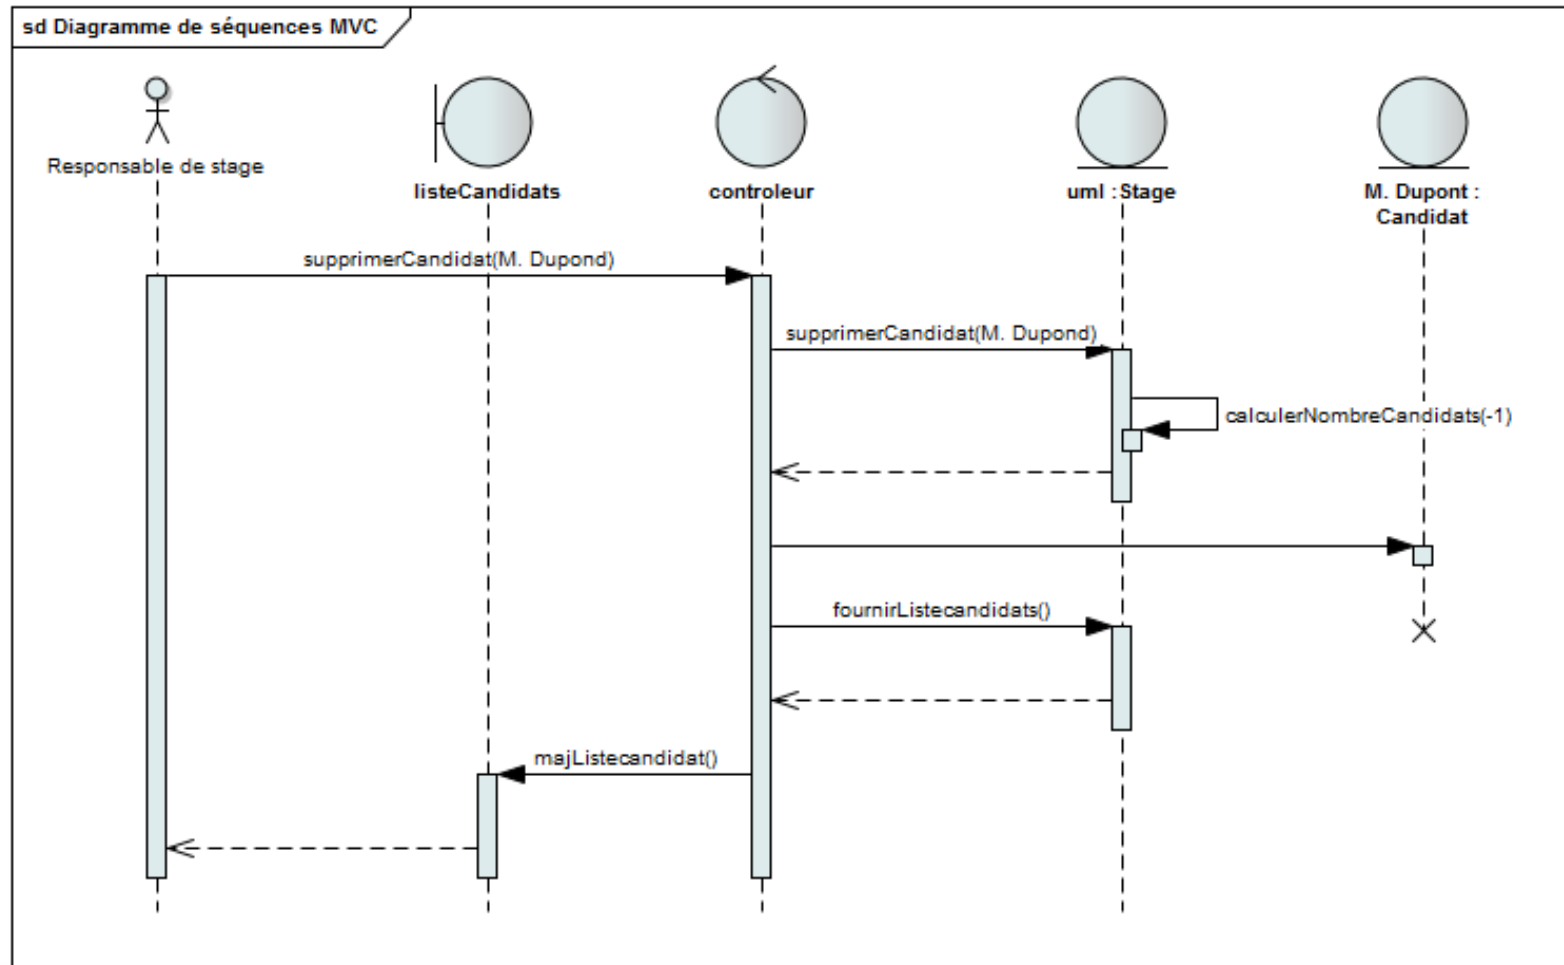 sd Diagramme de séquences MVC
Responsable de stage
listeCandidats
controleur
uml :Stage
M. Dupont :
Candidat
supprimerCandidat(M. Dupond)
supprimerCandidat(M. Dupond)
calculerNombreCandidats(-1)
fournirListecandidats()
majListecandidat()